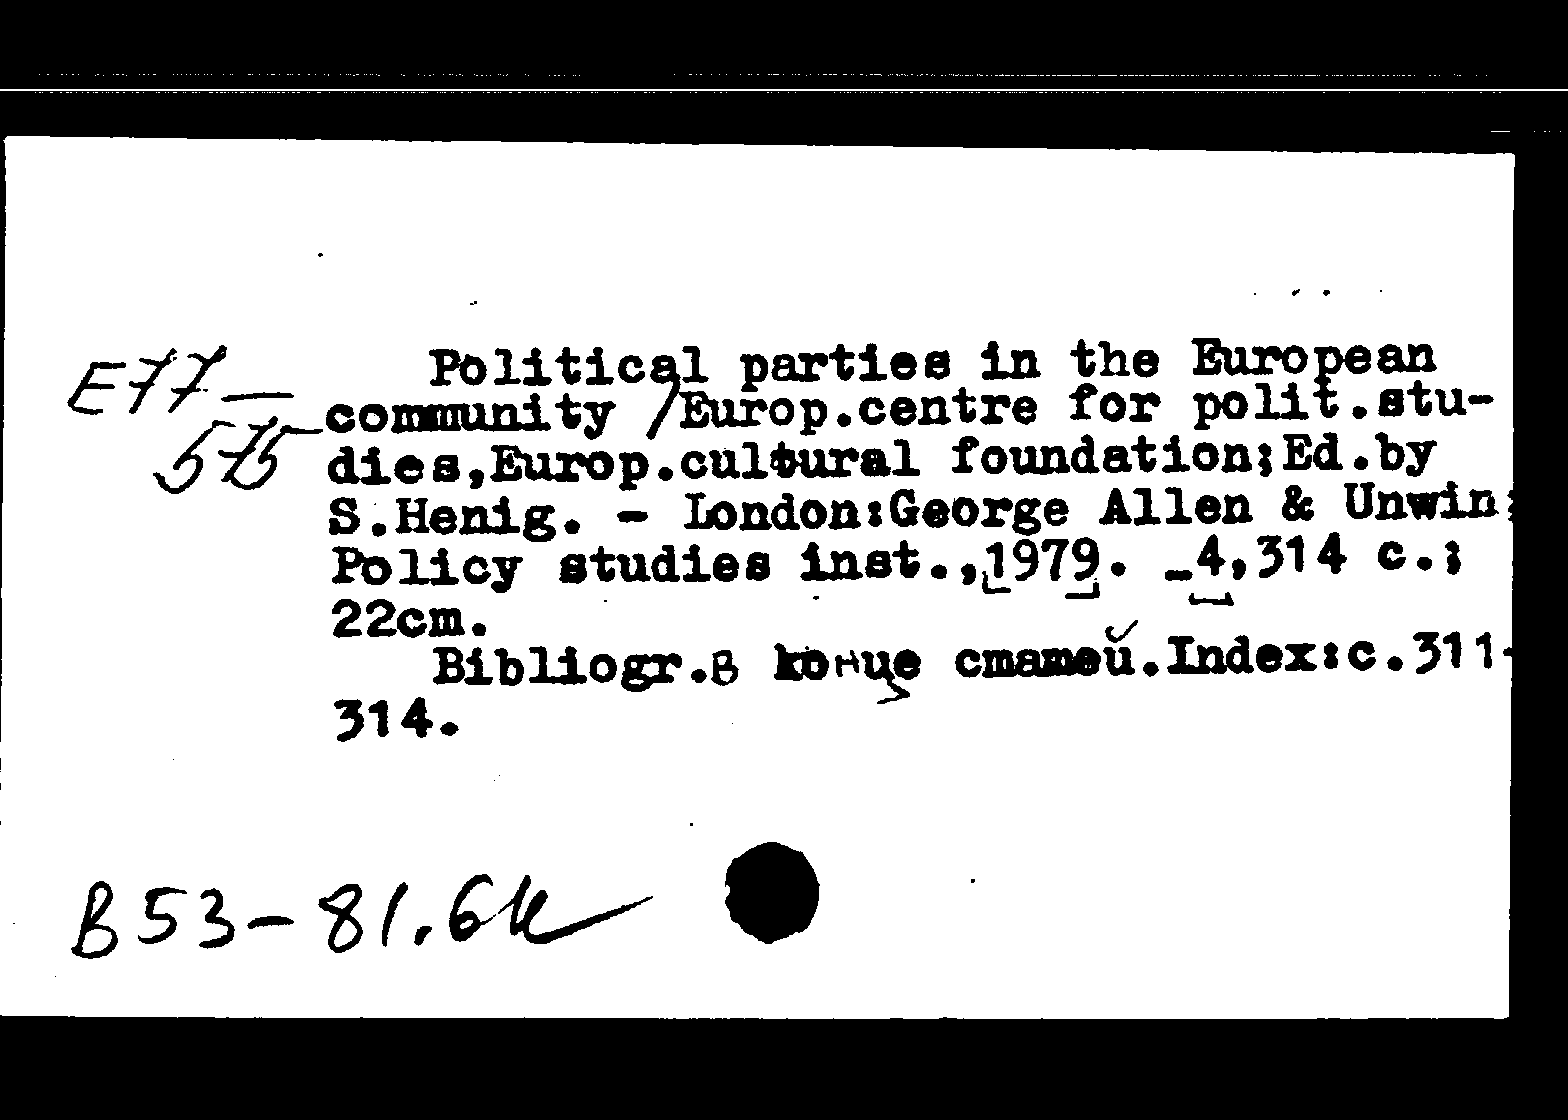 E77-
575
Political parties in the European
community / Europ.centre for polit.stu-
dies,Europ.cultural foundation;Ed.by
S.Henig. - London:George Allen & Unwin;
Policy studies inst.,1979. -4,314 c.;
22cm.
Bibliogr.в конце cmameй.Index:c.311-
314.
B53-81.6k